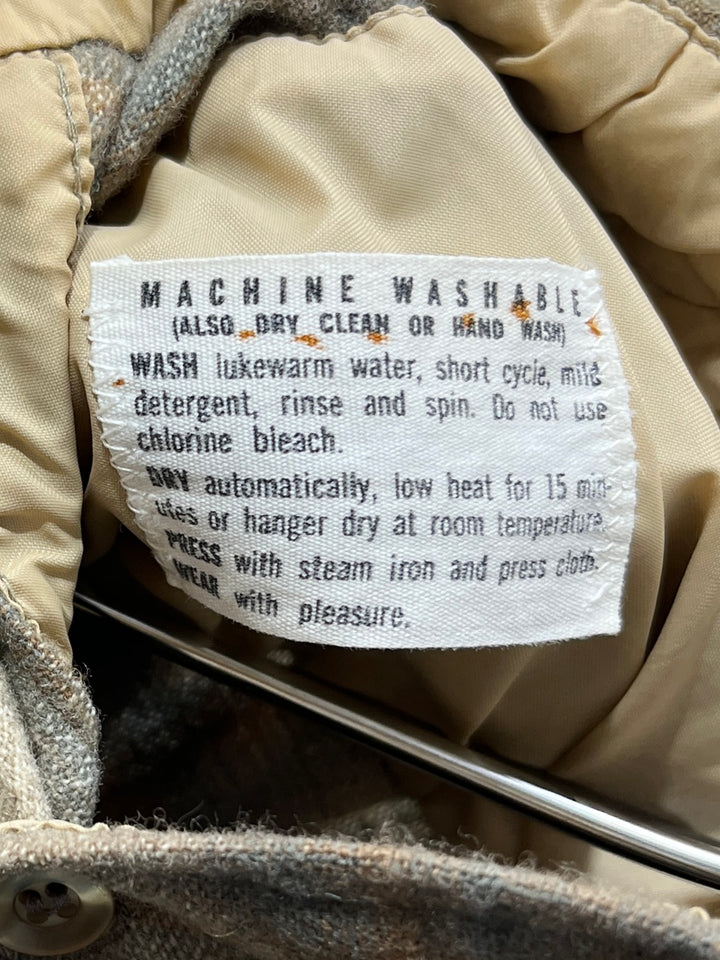 MACHINE WASHABLE
(ALSO DRY CLEAN OR HAND WASH)
WASH lukewarm water, short cycle, mild
detergent, rinse and spin. Do not use
chlorine bleach.
DRY automatically, low heat for 15 min-
utes or hanger dry at room temperature.
PRESS with steam iron and press cloth.
WEAR with pleasure.